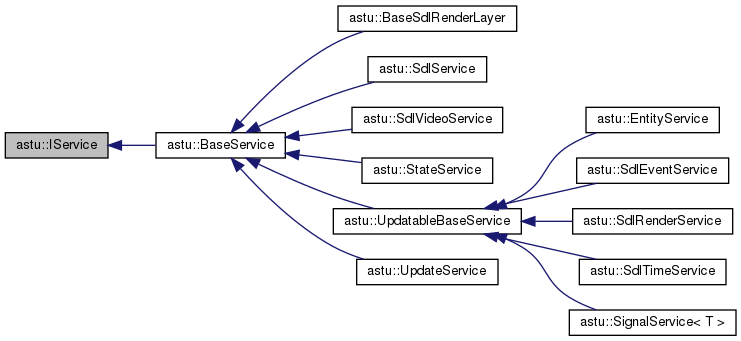 astu::IService
astu::BaseService
astu::BaseSdlRenderLayer
astu::SdlService
astu::SdlVideoService
astu::StateService
astu::UpdatableBaseService
astu::UpdateService
astu::EntityService
astu::SdlEventService
astu::SdlRenderService
astu::SdlTimeService
astu::SignalService< T >